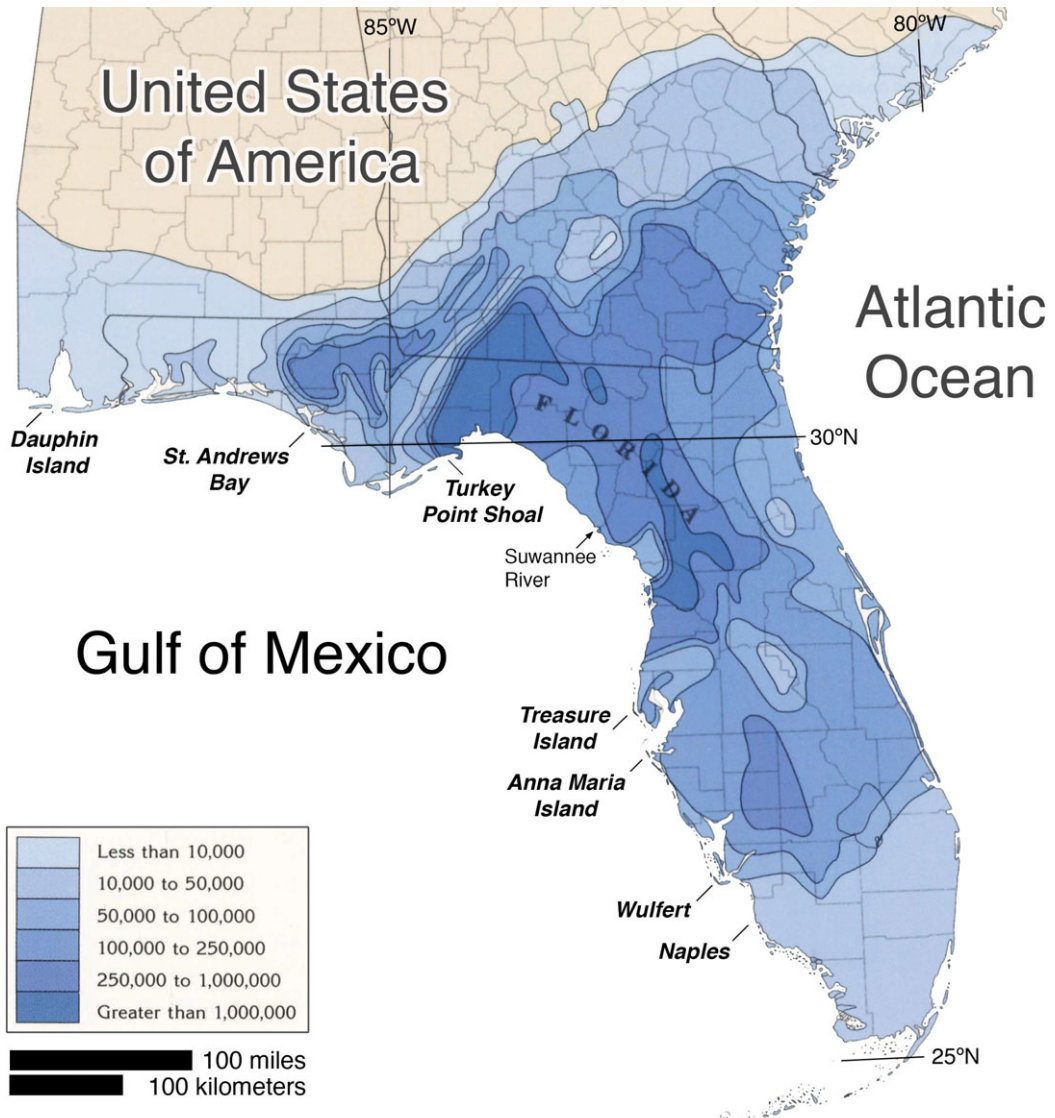 85ºW
80ºW
United States
of America
Atlantic
Ocean
Dauphin
Island
St. Andrews
Bay
Turkey
Point Shoal
FLORIDA
30ºN
Suwannee
River
Gulf of Mexico
Treasure
Island
Anna Maria
Island
Wulfert
Naples
Less than 10,000
10,000 to 50,000
50,000 to 100,000
100,000 to 250,000
250,000 to 1,000,000
Greater than 1,000,000
100 miles
100 kilometers
25ºN